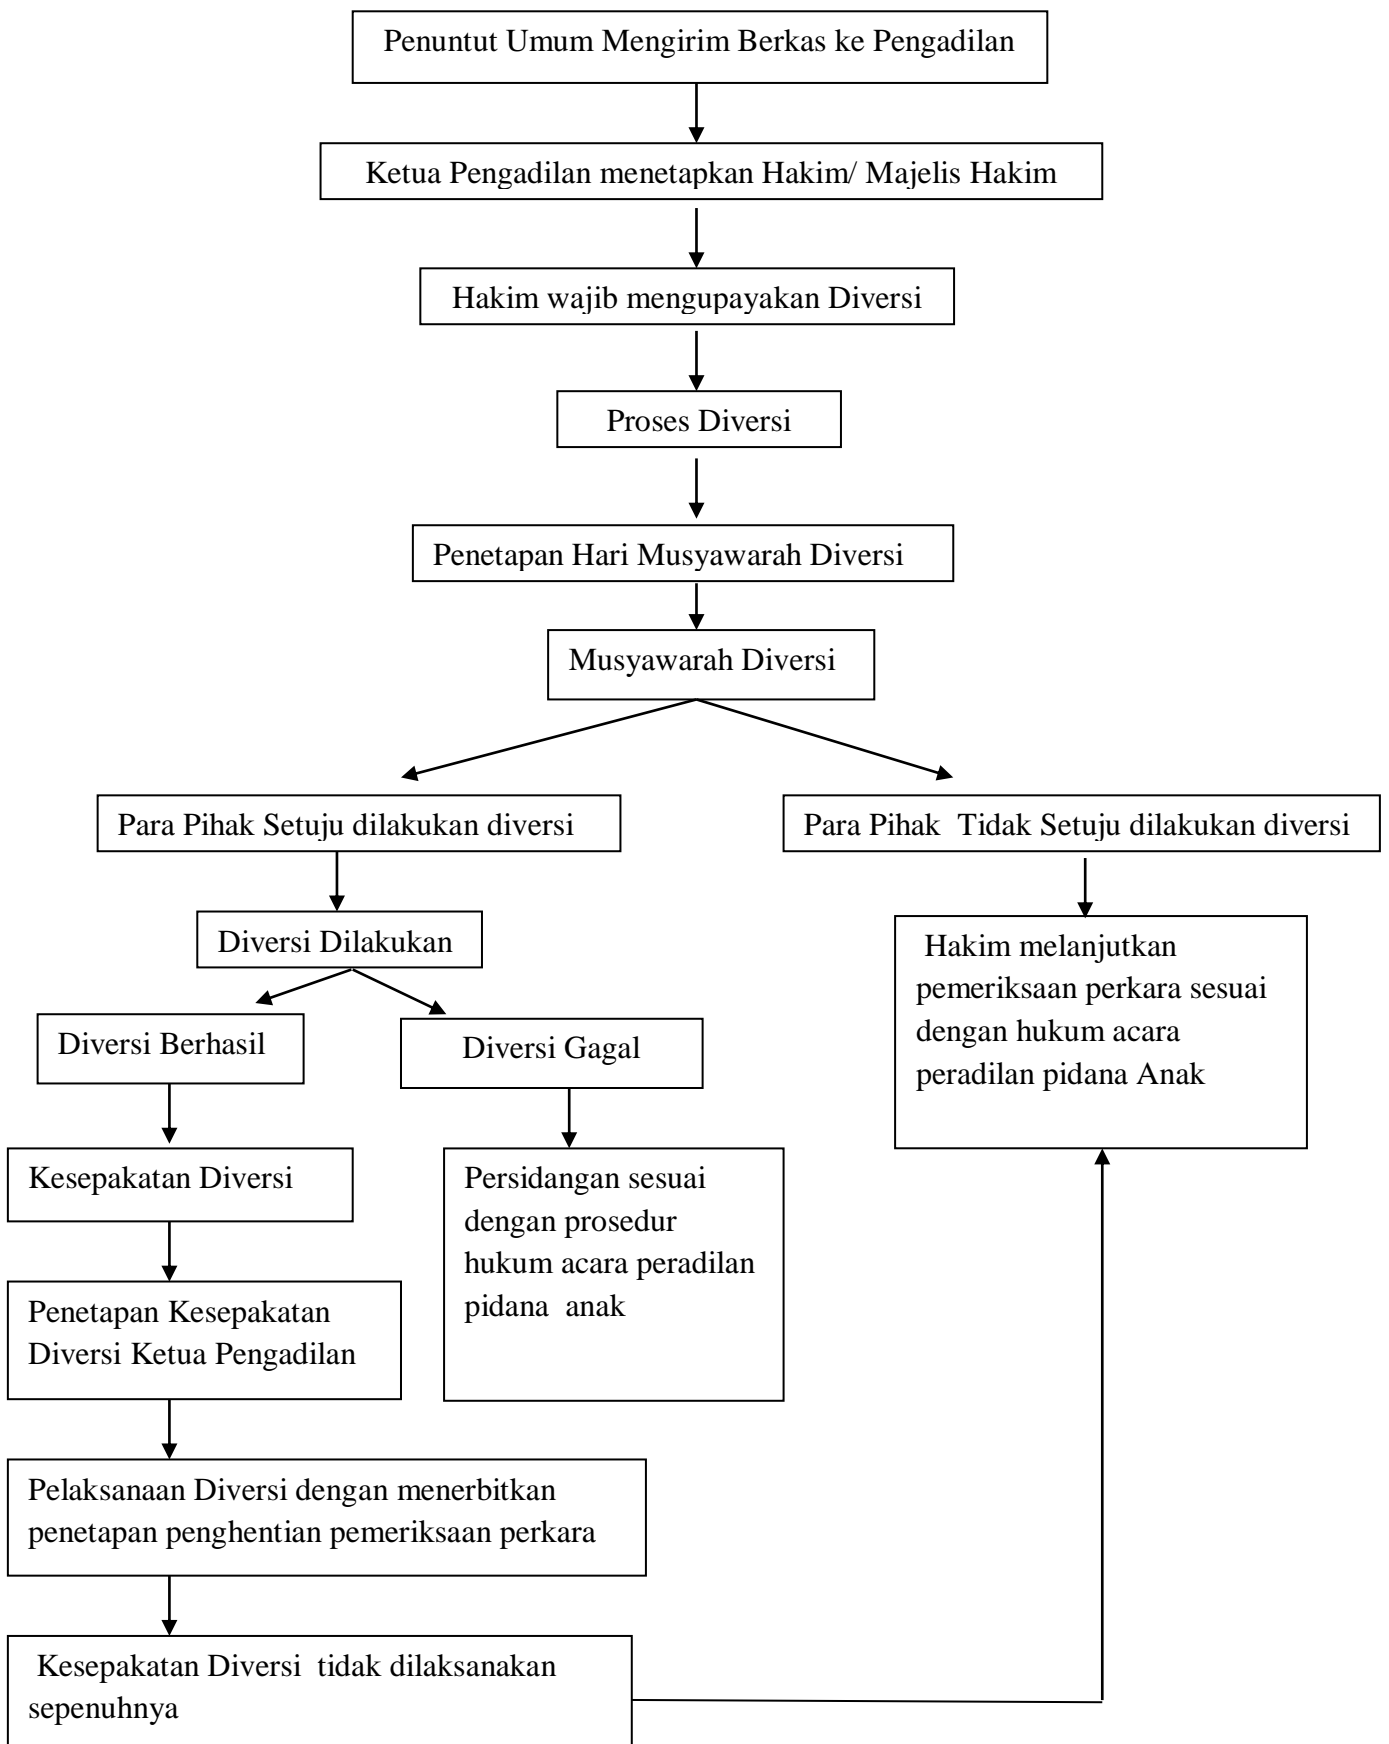 Penuntut Umum Mengirim Berkas ke Pengadilan
Ketua Pengadilan menetapkan Hakim/ Majelis Hakim
Hakim wajib mengupayakan Diversi
Proses Diversi
Penetapan Hari Musyawarah Diversi
Musyawarah Diversi
Para Pihak Setuju dilakukan diversi
Para Pihak Tidak Setuju dilakukan diversi
Diversi Dilakukan
Hakim melanjutkan
pemeriksaan perkara sesuai
dengan hukum acara
peradilan pidana Anak
Diversi Berhasil
Diversi Gagal
Kesepakatan Diversi
Persidangan sesuai
dengan prosedur
hukum acara peradilan
pidana anak
Penetapan Kesepakatan
Diversi Ketua Pengadilan
Pelaksanaan Diversi dengan menerbitkan
penetapan penghentian pemeriksaan perkara
Kesepakatan Diversi tidak dilaksanakan
sepenuhnya